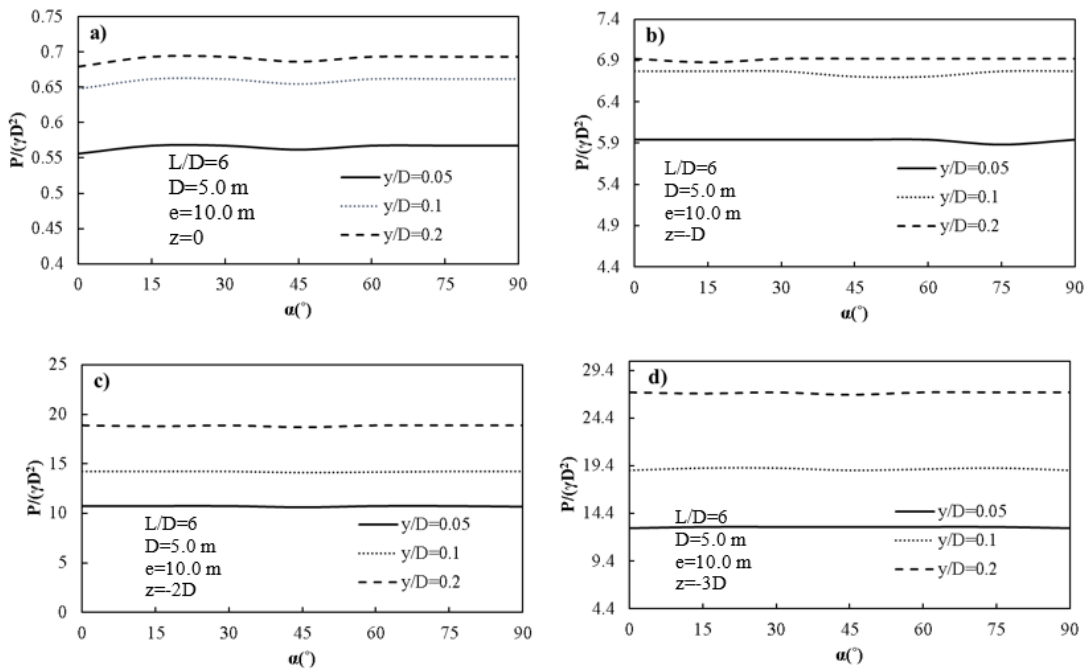 a)
0.75
0.7
0.65
0.6
0.55
0.5
0.45
0.4
P/(γD²)
L/D=6
D=5.0 m
e=10.0 m
z=0
y/D=0.05
y/D=0.1
y/D=0.2
0 15 30 45 60 75 90
α(°)
b)
7.4
6.9
6.4
5.9
5.4
4.9
4.4
P/(γD²)
L/D=6
D=5.0 m
e=10.0 m
z=-D
y/D=0.05
y/D=0.1
y/D=0.2
0 15 30 45 60 75 90
α(°)
c)
25
20
15
10
5
0
P/(γD²)
L/D=6
D=5.0 m
e=10.0 m
z=-2D
y/D=0.05
y/D=0.1
y/D=0.2
0 15 30 45 60 75 90
α(°)
d)
29.4
24.4
19.4
14.4
9.4
4.4
P/(γD²)
L/D=6
D=5.0 m
e=10.0 m
z=-3D
y/D=0.05
y/D=0.1
y/D=0.2
0 15 30 45 60 75 90
α(°)